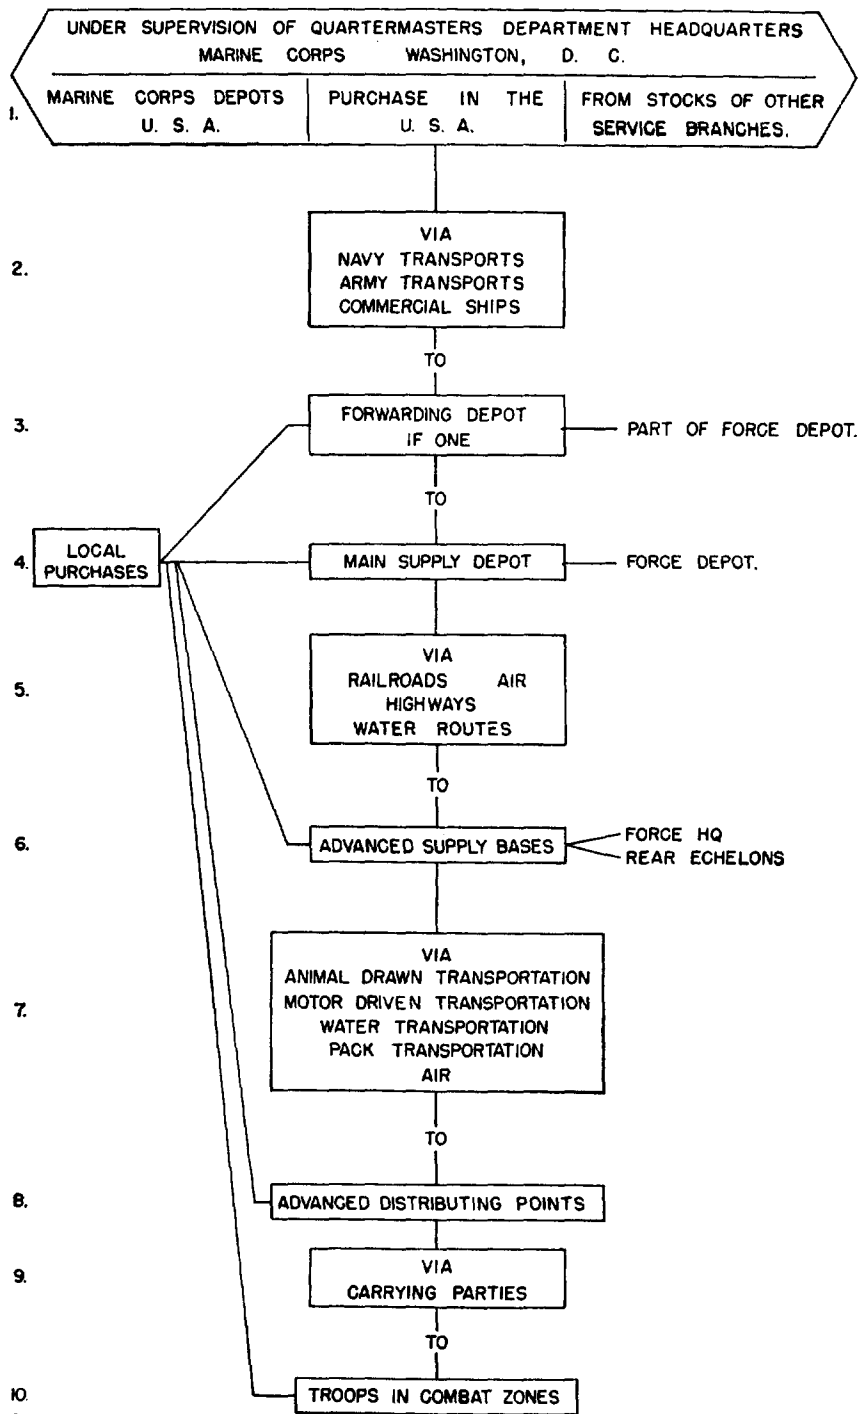 UNDER SUPERVISION OF QUARTERMASTERS DEPARTMENT HEADQUARTERS
MARINE CORPS WASHINGTON, D. C.
1.
MARINE CORPS DEPOTS
U. S. A.
PURCHASE IN THE
U. S. A.
FROM STOCKS OF OTHER
SERVICE BRANCHES.
2.
VIA
NAVY TRANSPORTS
ARMY TRANSPORTS
COMMERCIAL SHIPS
TO
3.
FORWARDING DEPOT
IF ONE
PART OF FORCE DEPOT.
TO
4.
LOCAL
PURCHASES
MAIN SUPPLY DEPOT
FORCE DEPOT.
5.
VIA
RAILROADS AIR
HIGHWAYS
WATER ROUTES
TO
6.
ADVANCED SUPPLY BASES
FORCE HQ
REAR ECHELONS
7.
VIA
ANIMAL DRAWN TRANSPORTATION
MOTOR DRIVEN TRANSPORTATION
WATER TRANSPORTATION
PACK TRANSPORTATION
AIR
TO
8.
ADVANCED DISTRIBUTING POINTS
9.
VIA
CARRYING PARTIES
TO
10.
TROOPS IN COMBAT ZONES